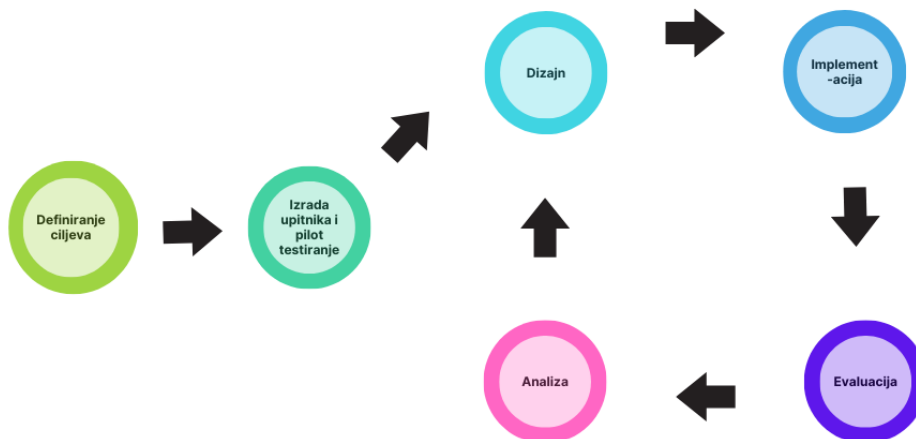 Dizajn
Implement
-acija
Definiranje
ciljeva
Izrada
upitnika i
pilot
testiranje
Analiza
Evaluacija